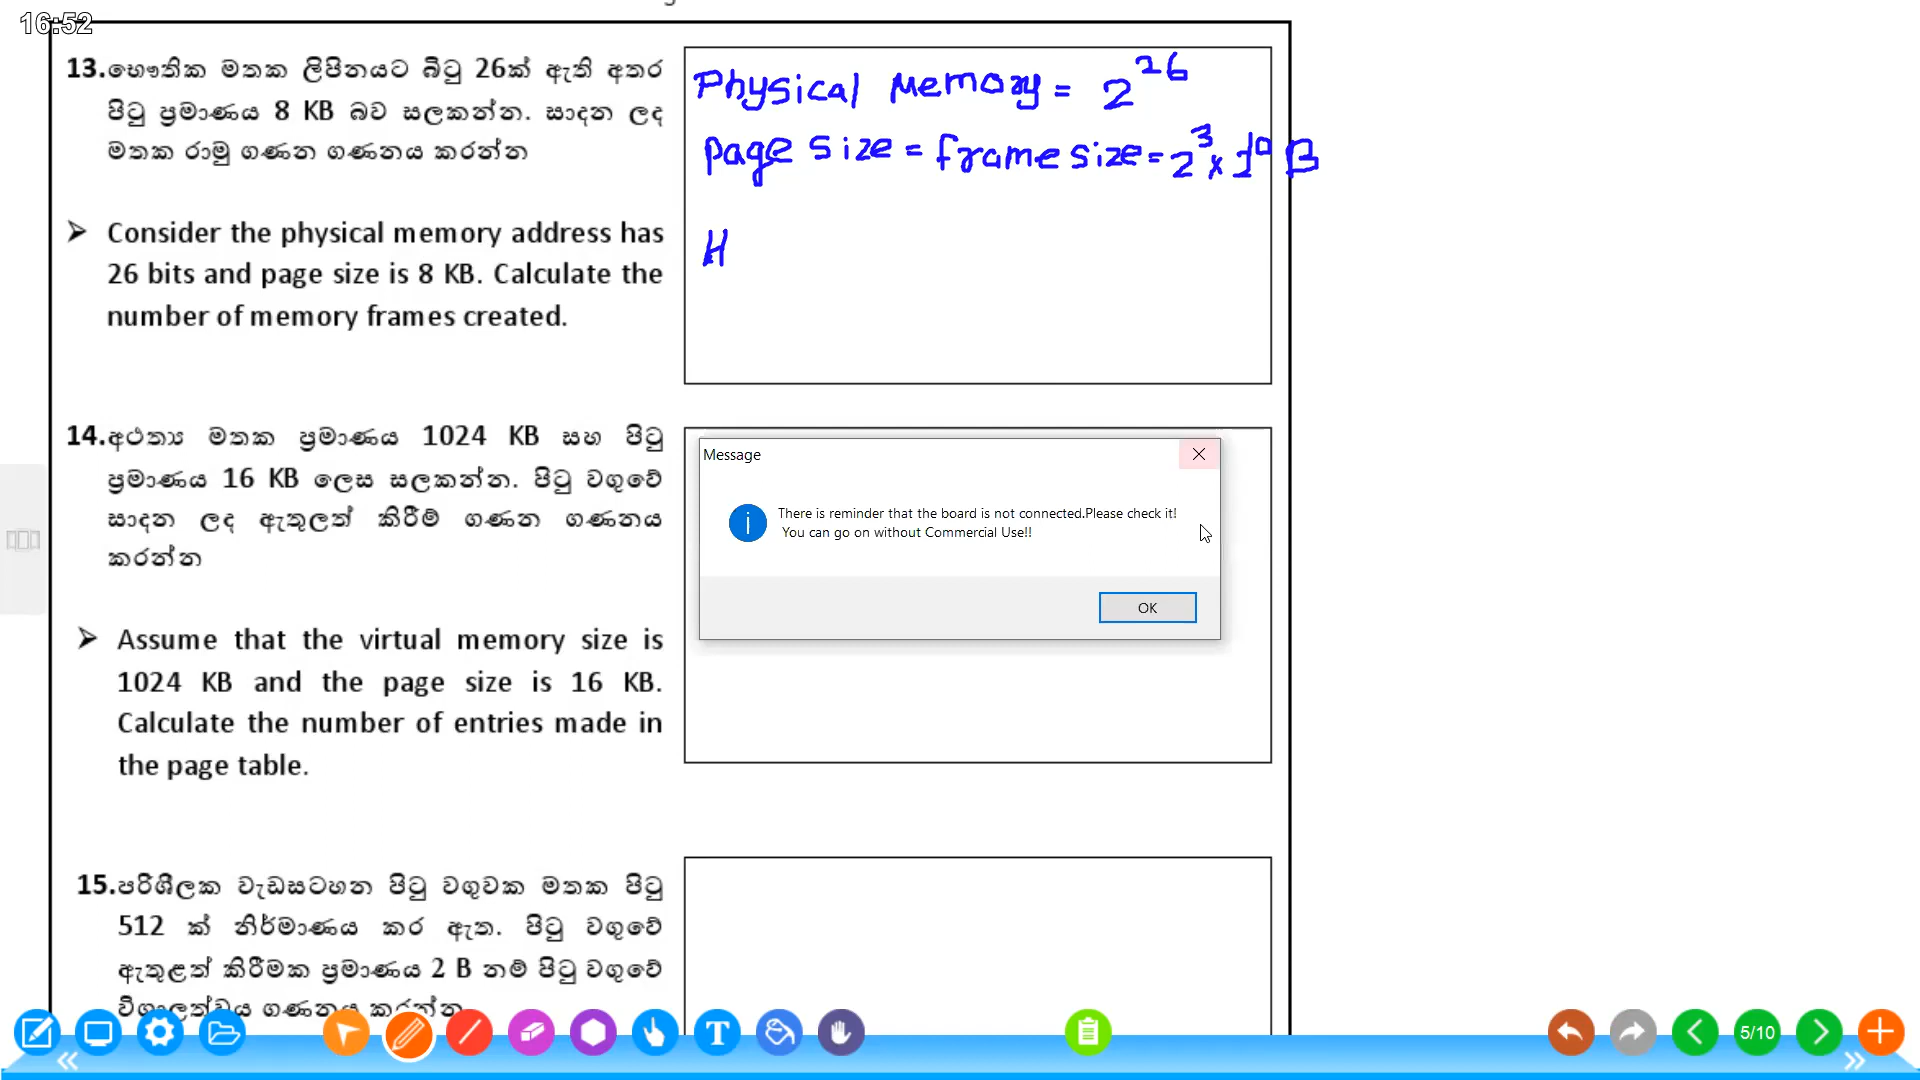 16:52
13.භෞතික මතක ලිපිනයට බිටු 26ක් ඇති අතර
පිටු ප්‍රමාණය 8 KB බව සලකන්න. සාදන ලද
මතක රාමු ගණන ගණනය කරන්න
➤ Consider the physical memory address has
26 bits and page size is 8 KB. Calculate the
number of memory frames created.
Physical Memory = 2^26
page size = frame size = 2^3 x 2^10 B
H
14.අථත්‍ය මතක ප්‍රමාණය 1024 KB සහ පිටු
ප්‍රමාණය 16 KB ලෙස සලකන්න. පිටු වගුවේ
සාදන ලද ඇතුලත් කිරීම් ගණන ගණනය
කරන්න
➤ Assume that the virtual memory size is
1024 KB and the page size is 16 KB.
Calculate the number of entries made in
the page table.
Message
There is reminder that the board is not connected.Please check it!
You can go on without Commercial Use!!
OK
15.පරිශීලක වැඩසටහන පිටු වගුවක මතක පිටු
512 ක් නිර්මාණය කර ඇත. පිටු වගුවේ
ඇතුළත් කිරීමක ප්‍රමාණය 2 B නම් පිටු වගුවේ
විශාලත්වය ගණනය කරන්න
T
5/10